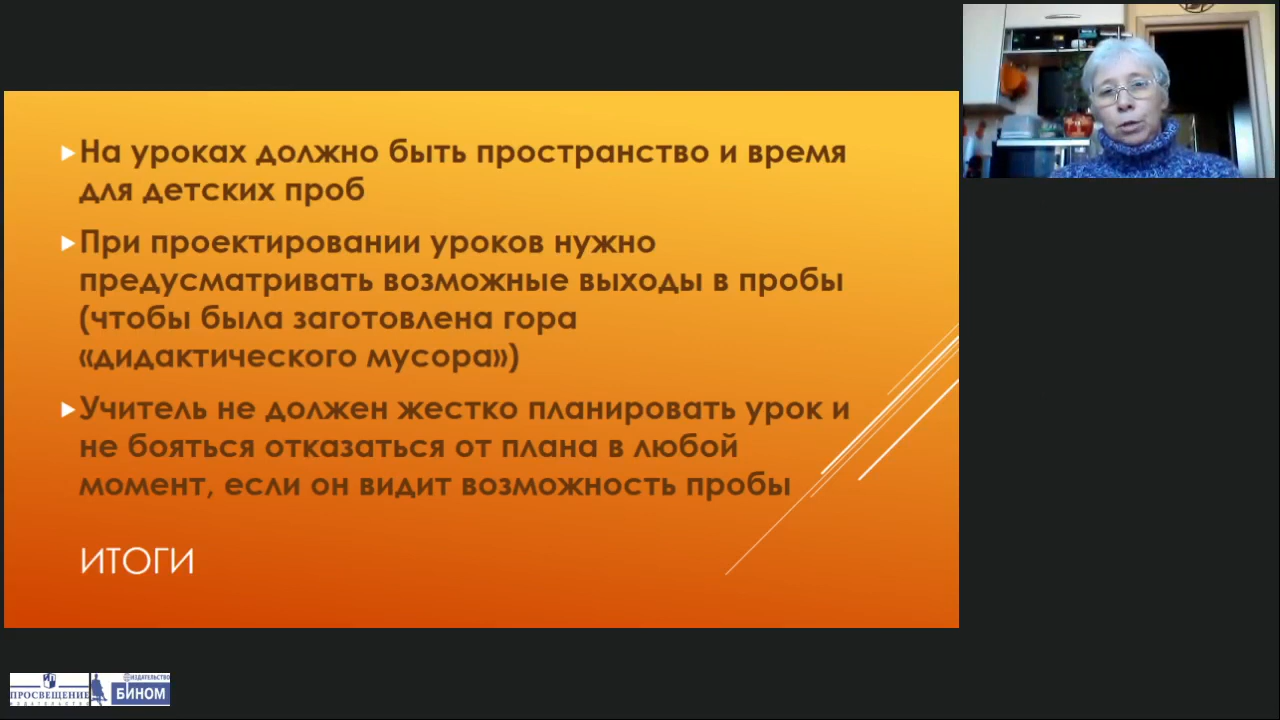 На уроках должно быть пространство и время
для детских проб
При проектировании уроков нужно
предусматривать возможные выходы в пробы
(чтобы была заготовлена гора
«дидактического мусора»)
Учитель не должен жестко планировать урок и
не бояться отказаться от плана в любой
момент, если он видит возможность пробы
ИТОГИ
ПРОСВЕЩЕНИЕ
ИЗДАТЕЛЬСТВО
ИЗДАТЕЛЬСТВО
БИНОМ